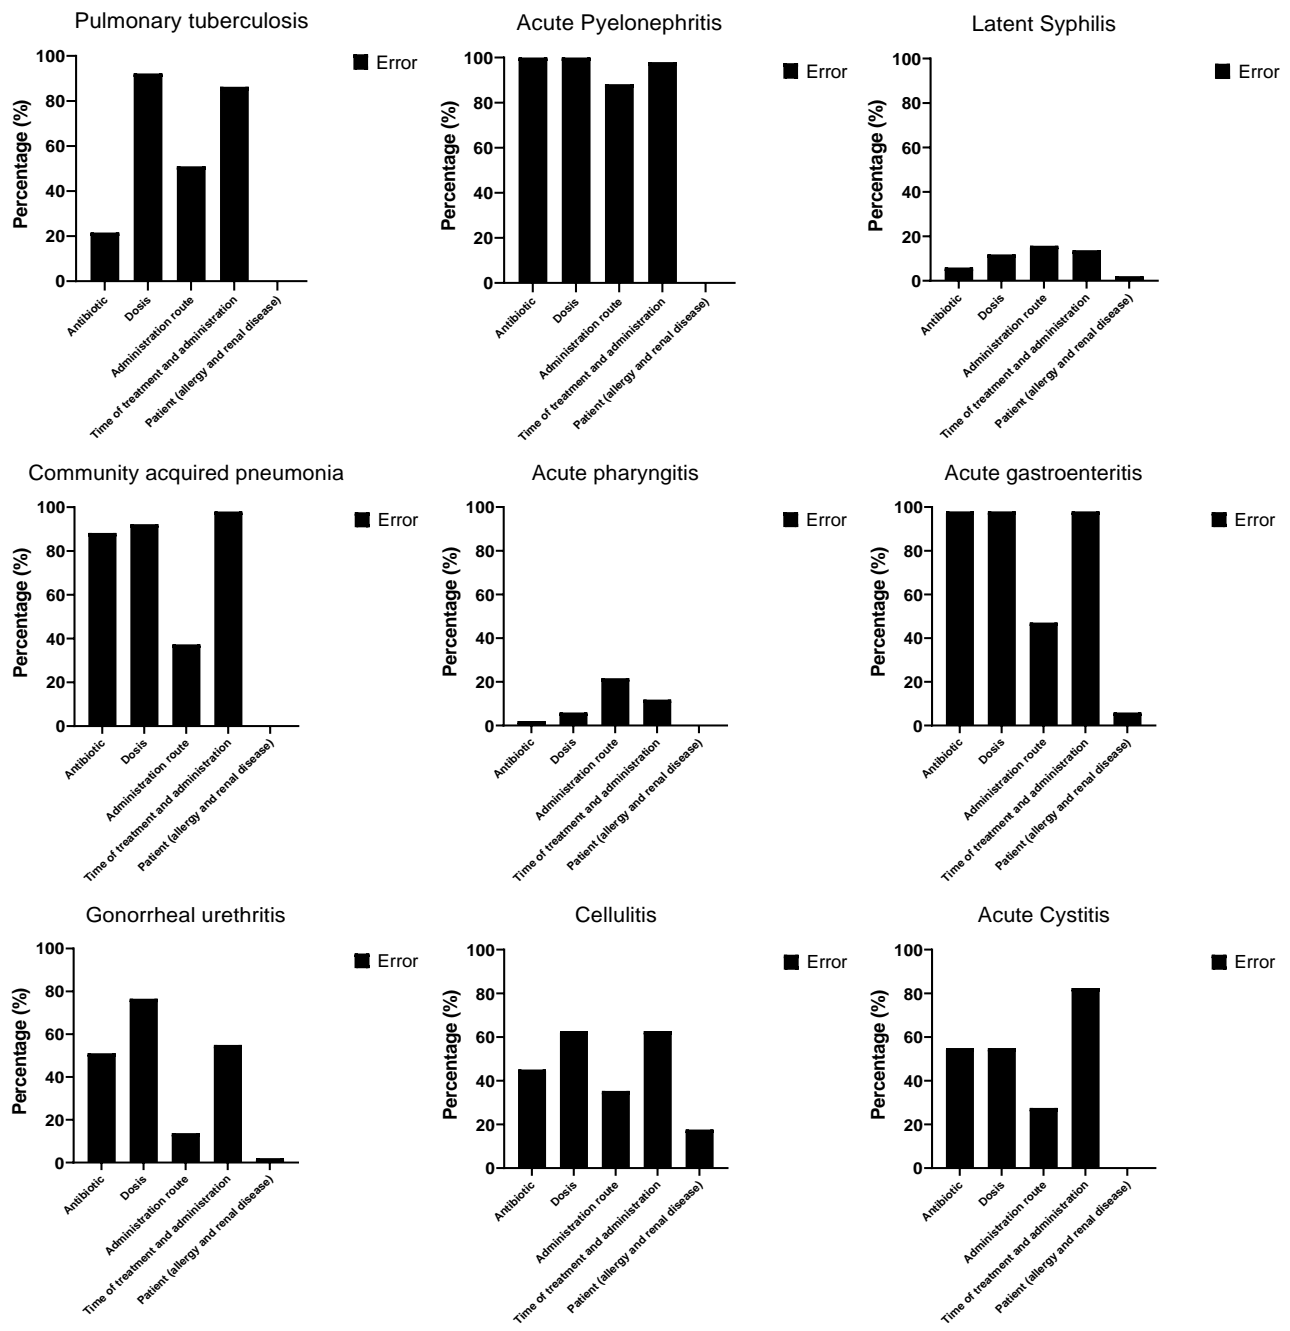 Pulmonary tuberculosis
Error
Percentage (%)
100
80
60
40
20
0
Antibiotic
Dosis
Administration route
Time of treatment and administration
Patient (allergy and renal disease)
Acute Pyelonephritis
Error
Percentage (%)
100
80
60
40
20
0
Antibiotic
Dosis
Administration route
Time of treatment and administration
Patient (allergy and renal disease)
Latent Syphilis
Error
Percentage (%)
100
80
60
40
20
0
Antibiotic
Dosis
Administration route
Time of treatment and administration
Patient (allergy and renal disease)
Community acquired pneumonia
Error
Percentage (%)
100
80
60
40
20
0
Antibiotic
Dosis
Administration route
Time of treatment and administration
Patient (allergy and renal disease)
Acute pharyngitis
Error
Percentage (%)
100
80
60
40
20
0
Antibiotic
Dosis
Administration route
Time of treatment and administration
Patient (allergy and renal disease)
Acute gastroenteritis
Error
Percentage (%)
100
80
60
40
20
0
Antibiotic
Dosis
Administration route
Time of treatment and administration
Patient (allergy and renal disease)
Gonorrheal urethritis
Error
Percentage (%)
100
80
60
40
20
0
Antibiotic
Dosis
Administration route
Time of treatment and administration
Patient (allergy and renal disease)
Cellulitis
Error
Percentage (%)
100
80
60
40
20
0
Antibiotic
Dosis
Administration route
Time of treatment and administration
Patient (allergy and renal disease)
Acute Cystitis
Error
Percentage (%)
100
80
60
40
20
0
Antibiotic
Dosis
Administration route
Time of treatment and administration
Patient (allergy and renal disease)